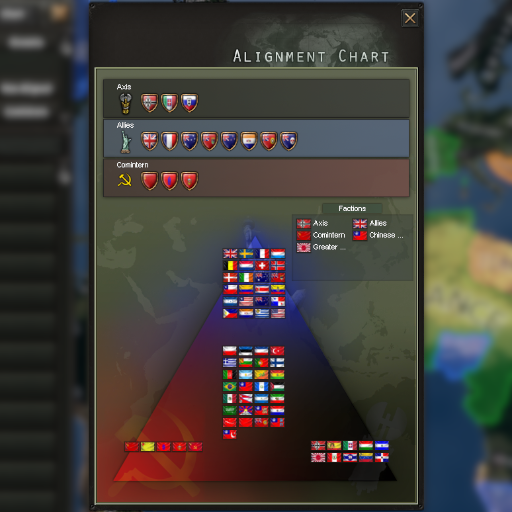 ALIGNMENT CHART
Axis
Allies
Comintern
Factions
Axis
Allies
Comintern
Chinese ...
Greater ...